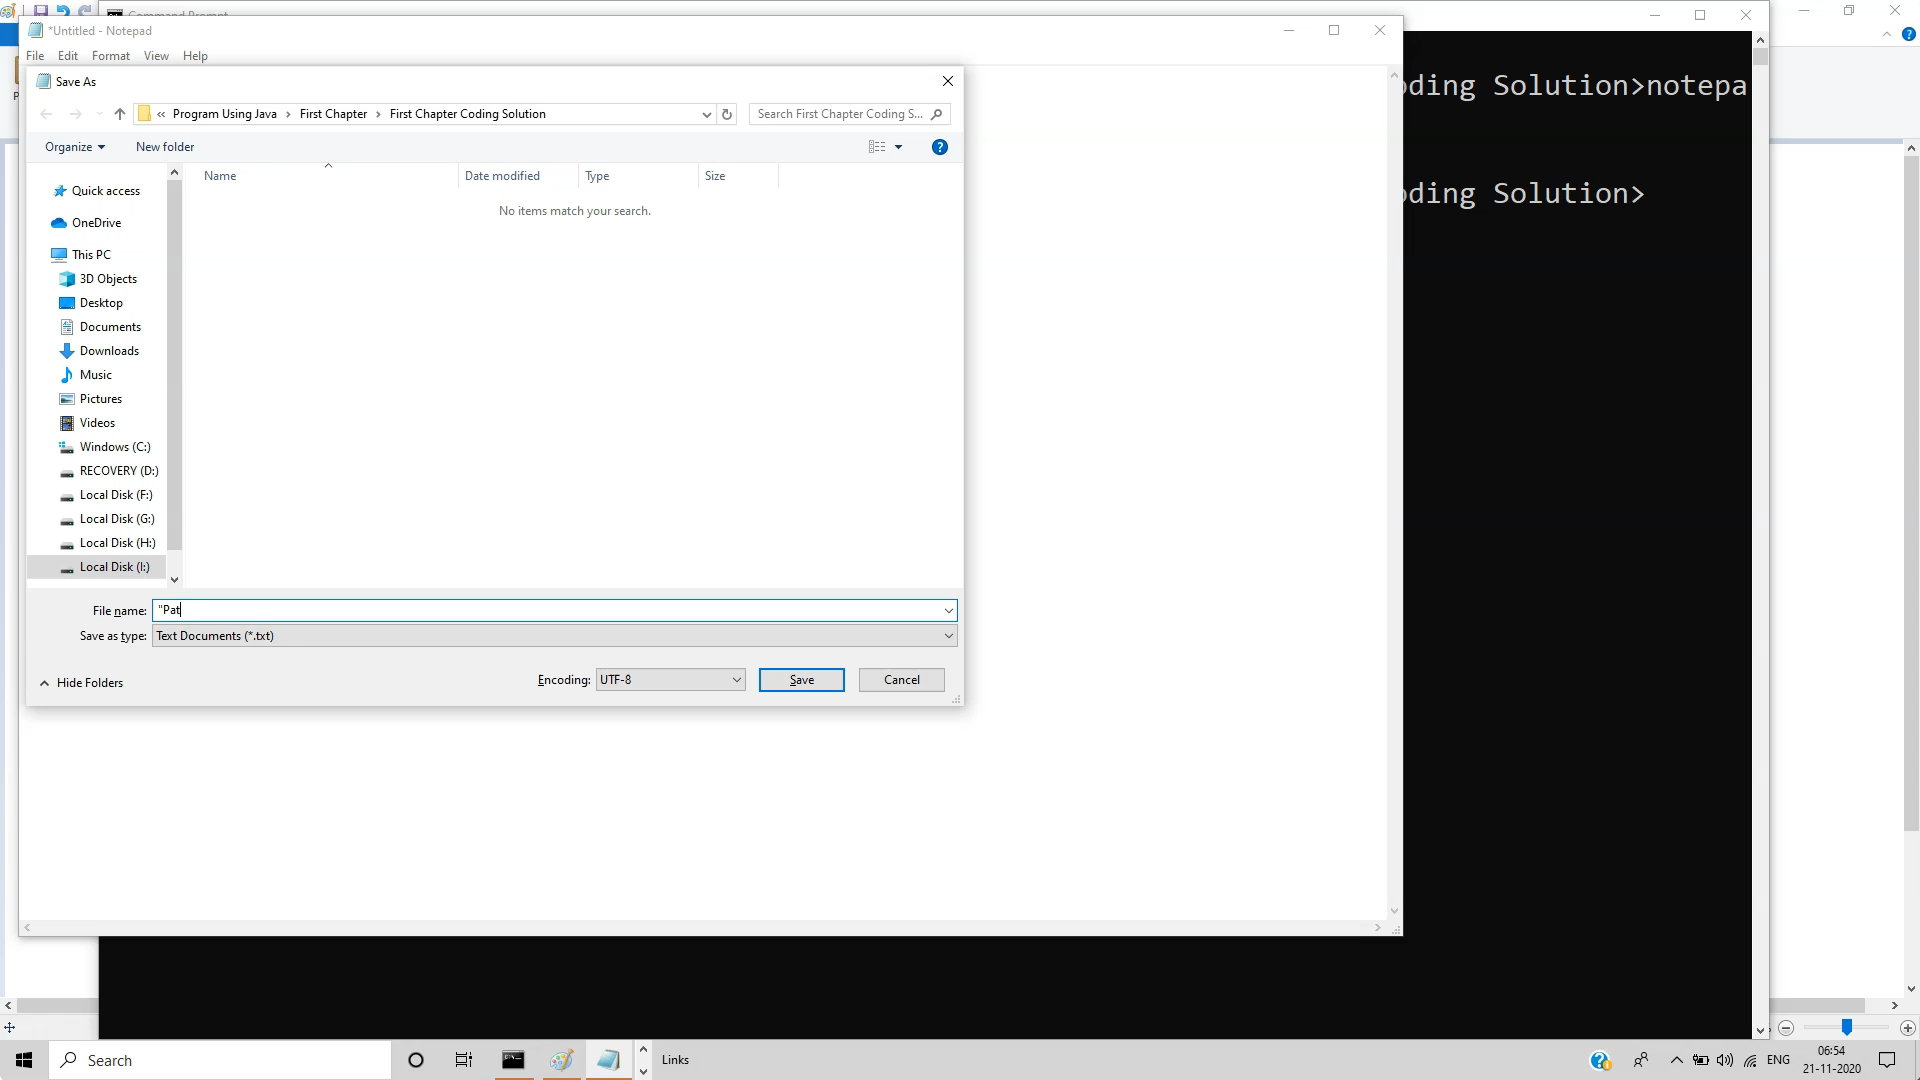 Command Prompt
*Untitled - Notepad
File Edit Format View Help
Save As
« Program Using Java › First Chapter › First Chapter Coding Solution
Search First Chapter Coding S...
Organize
New folder
Name
Date modified
Type
Size
No items match your search.
Quick access
OneDrive
This PC
3D Objects
Desktop
Documents
Downloads
Music
Pictures
Videos
Windows (C:)
RECOVERY (D:)
Local Disk (F:)
Local Disk (G:)
Local Disk (H:)
Local Disk (I:)
File name: "Pat
Save as type: Text Documents (*.txt)
Hide Folders
Encoding: UTF-8
Save
Cancel
oding Solution>notepa
oding Solution>
Search
Links
ENG
06:54
21-11-2020